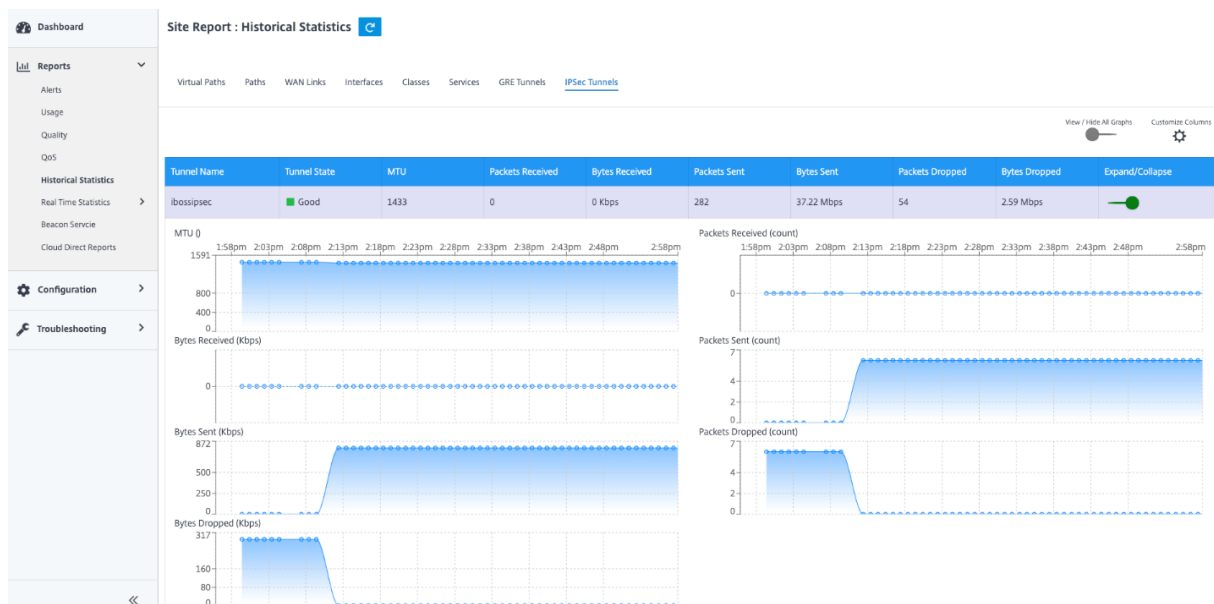 Dashboard
Reports
Alerts
Usage
Quality
QoS
Historical Statistics
Real Time Statistics
Beacon Servcie
Cloud Direct Reports
Configuration
Troubleshooting
Site Report : Historical Statistics
Virtual Paths Paths WAN Links Interfaces Classes Services GRE Tunnels IPSec Tunnels
View / Hide All Graphs Customize Columns
Tunnel Name Tunnel State MTU Packets Received Bytes Received Packets Sent Bytes Sent Packets Dropped Bytes Dropped Expand/Collapse
ibossipsec Good 1433 0 0 Kbps 282 37.22 Mbps 54 2.59 Mbps
MTU ()
1:58pm 2:03pm 2:08pm 2:13pm 2:18pm 2:23pm 2:28pm 2:33pm 2:38pm 2:43pm 2:48pm 2:58pm
1591
800
400
0
Packets Received (count)
1:58pm 2:03pm 2:08pm 2:13pm 2:18pm 2:23pm 2:28pm 2:33pm 2:38pm 2:43pm 2:48pm 2:58pm
0
Bytes Received (Kbps)
0
Packets Sent (count)
7
4
2
0
Bytes Sent (Kbps)
872
500
250
0
Packets Dropped (count)
7
4
2
0
Bytes Dropped (Kbps)
317
160
80
0